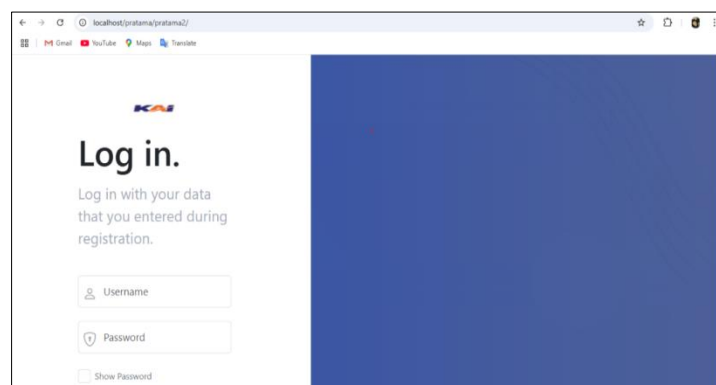 localhost/pratama/pratama2/
Gmail YouTube Maps Translate
KAI
Log in.
Log in with your data
that you entered during
registration.
Username
Password
Show Password